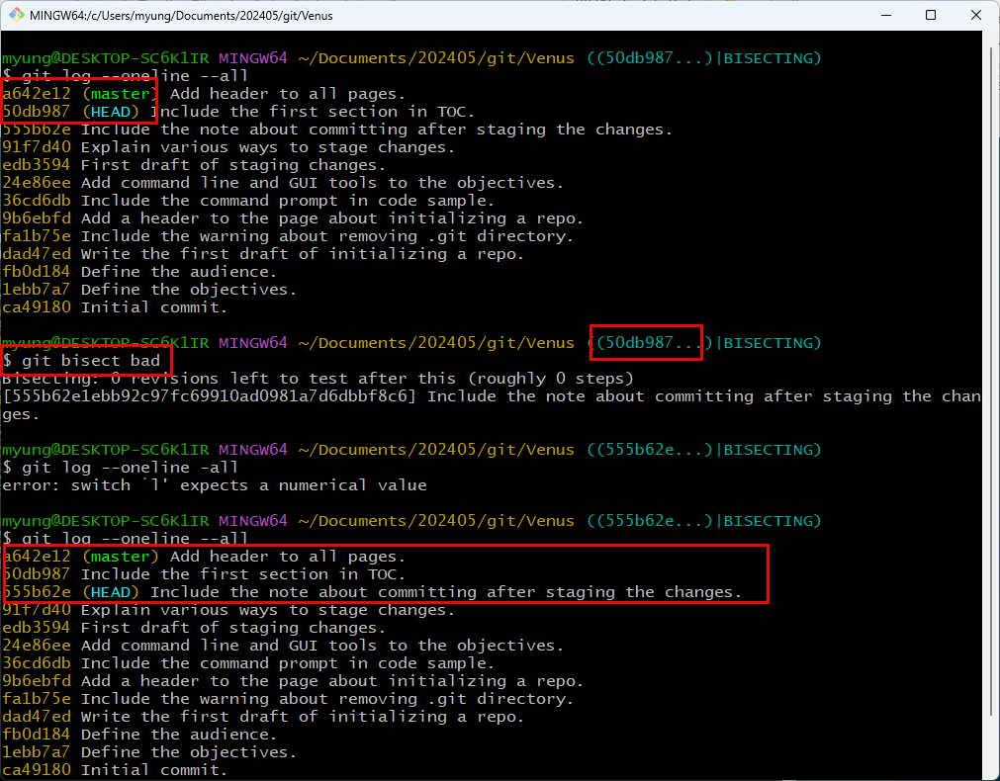 MINGW64:/c/Users/myung/Documents/202405/git/Venus
myung@DESKTOP-SC6K1IR MINGW64 ~/Documents/202405/git/Venus ((50db987...)|BISECTING)
$ git log --oneline --all
a642e12 (master) Add header to all pages.
50db987 (HEAD) Include the first section in TOC.
555b62e Include the note about committing after staging the changes.
91f7d40 Explain various ways to stage changes.
edb3594 First draft of staging changes.
24e86ee Add command line and GUI tools to the objectives.
36cd6db Include the command prompt in code sample.
9b6ebfd Add a header to the page about initializing a repo.
fa1b75e Include the warning about removing .git directory.
dad47ed Write the first draft of initializing a repo.
fb0d184 Define the audience.
1ebb7a7 Define the objectives.
ca49180 Initial commit.
myung@DESKTOP-SC6K1IR MINGW64 ~/Documents/202405/git/Venus ((50db987...)|BISECTING)
$ git bisect bad
Bisecting: 0 revisions left to test after this (roughly 0 steps)
[555b62e1ebb92c97fc69910ad0981a7d6dbbf8c6] Include the note about committing after staging the chan
ges.
myung@DESKTOP-SC6K1IR MINGW64 ~/Documents/202405/git/Venus ((555b62e...)|BISECTING)
$ git log --oneline -all
error: switch `l' expects a numerical value
myung@DESKTOP-SC6K1IR MINGW64 ~/Documents/202405/git/Venus ((555b62e...)|BISECTING)
$ git log --oneline --all
a642e12 (master) Add header to all pages.
50db987 Include the first section in TOC.
555b62e (HEAD) Include the note about committing after staging the changes.
91f7d40 Explain various ways to stage changes.
edb3594 First draft of staging changes.
24e86ee Add command line and GUI tools to the objectives.
36cd6db Include the command prompt in code sample.
9b6ebfd Add a header to the page about initializing a repo.
fa1b75e Include the warning about removing .git directory.
dad47ed Write the first draft of initializing a repo.
fb0d184 Define the audience.
1ebb7a7 Define the objectives.
ca49180 Initial commit.